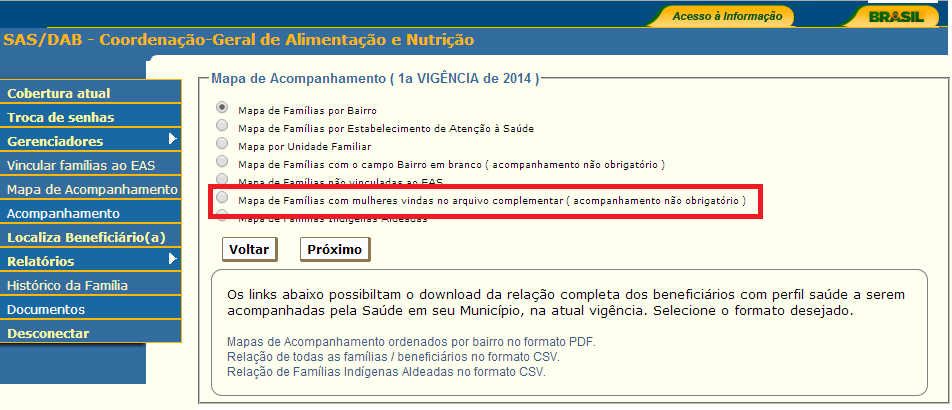 Acesso à Informação
BRASIL
SAS/DAB - Coordenação-Geral de Alimentação e Nutrição
Cobertura atual
Troca de senhas
Gerenciadores
Vincular famílias ao EAS
Mapa de Acompanhamento
Acompanhamento
Localiza Beneficiário(a)
Relatórios
Histórico da Família
Documentos
Desconectar
Mapa de Acompanhamento ( 1a VIGÊNCIA de 2014 )
Mapa de Famílias por Bairro
Mapa de Famílias por Estabelecimento de Atenção à Saúde
Mapa por Unidade Familiar
Mapa de Famílias com o campo Bairro em branco ( acompanhamento não obrigatório )
Mapa de Famílias não vinculadas ao EAS
Mapa de Famílias com mulheres vindas no arquivo complementar ( acompanhamento não obrigatório )
Mapa de Famílias Indígenas Aldeadas
Voltar
Próximo
Os links abaixo possibiltam o download da relação completa dos beneficiários com perfil saúde a serem
acompanhadas pela Saúde em seu Município, na atual vigência. Selecione o formato desejado.
Mapas de Acompanhamento ordenados por bairro no formato PDF.
Relação de todas as famílias / beneficiários no formato CSV.
Relação de Famílias Indígenas Aldeadas no formato CSV.